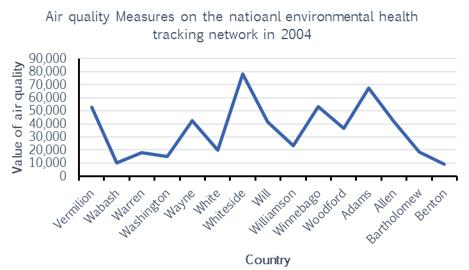 Air quality Measures on the natioanl environmental health
tracking network in 2004
Value of air quality
90,000
80,000
70,000
60,000
50,000
40,000
30,000
20,000
10,000
0
Vermilion
Wabash
Warren
Washington
Wayne
White
Whiteside
Will
Williamson
Winnebago
Woodford
Adams
Allen
Bartholomew
Benton
Country